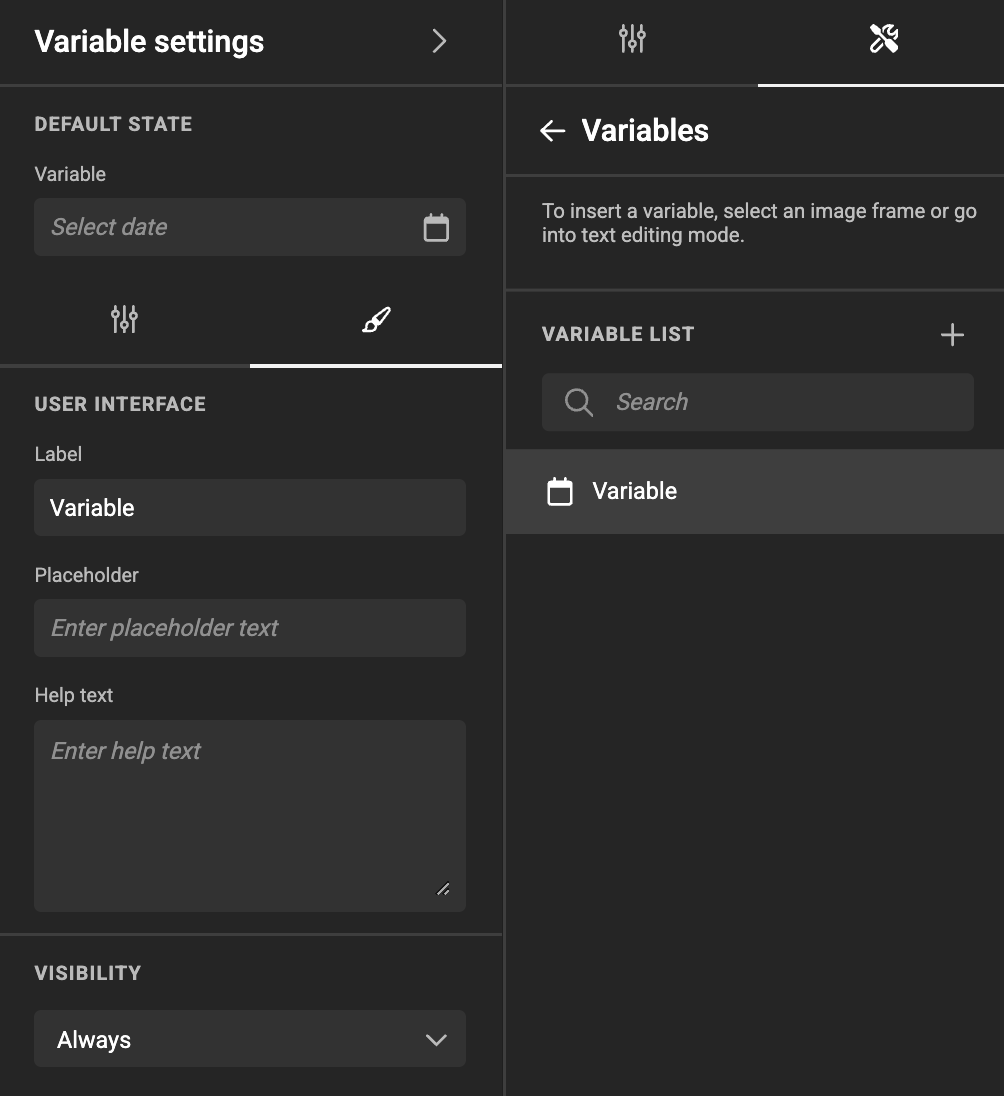 Variable settings
DEFAULT STATE
Variable
Select date
USER INTERFACE
Label
Variable
Placeholder
Enter placeholder text
Help text
Enter help text
VISIBILITY
Always
Variables
To insert a variable, select an image frame or go
into text editing mode.
VARIABLE LIST
Search
Variable